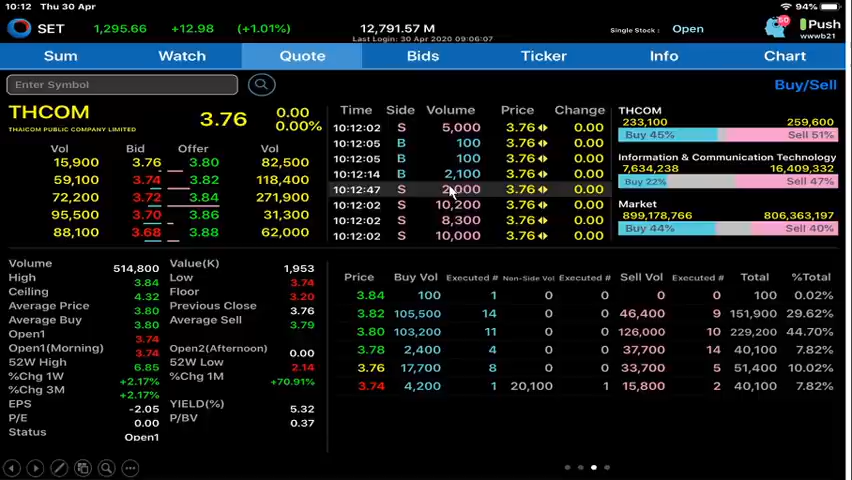 10:12 Thu 30 Apr 94%
SET 1,295.66 +12.98 (+1.01%) 12,791.57 M Single Stock : Open 50 Push
Last Login: 30 Apr 2020 09:06:07 wwwb21
Sum Watch Quote Bids Ticker Info Chart
Enter Symbol Buy/Sell
THCOM 3.76 0.00
THAICOM PUBLIC COMPANY LIMITED 0.00%
Vol Bid Offer Vol
15,900 3.76 3.80 82,500
59,100 3.74 3.82 118,400
72,200 3.72 3.84 271,900
95,500 3.70 3.86 31,300
88,100 3.68 3.88 62,000
Time Side Volume Price Change
10:12:02 S 5,000 3.76 0.00
10:12:05 B 100 3.76 0.00
10:12:05 B 100 3.76 0.00
10:12:14 B 2,100 3.76 0.00
10:12:47 S 2,000 3.76 0.00
10:12:02 S 10,200 3.76 0.00
10:12:02 S 8,300 3.76 0.00
10:12:02 S 10,000 3.76 0.00
THCOM
233,100 259,600
Buy 45% Sell 51%
Information & Communication Technology
7,634,238 16,409,332
Buy 22% Sell 47%
Market
899,178,766 806,363,197
Buy 44% Sell 40%
Volume 514,800 Value(K) 1,953
High 3.84 Low 3.74
Ceiling 4.32 Floor 3.20
Average Price 3.80 Previous Close 3.76
Average Buy 3.80 Average Sell 3.79
Open1 3.74
Open1(Morning) 3.74 Open2(Afternoon) 0.00
52W High 6.85 52W Low 2.14
%Chg 1W +2.17% %Chg 1M +70.91%
%Chg 3M +2.17%
EPS -2.05 YIELD(%) 5.32
P/E 0.00 P/BV 0.37
Status Open1
Price Buy Vol Executed # Non-Side Vol Executed # Sell Vol Executed # Total %Total
3.84 100 1 0 0 0 0 100 0.02%
3.82 105,500 14 0 0 46,400 9 151,900 29.62%
3.80 103,200 11 0 0 126,000 10 229,200 44.70%
3.78 2,400 4 0 0 37,700 14 40,100 7.82%
3.76 17,700 8 0 0 33,700 5 51,400 10.02%
3.74 4,200 1 20,100 1 15,800 2 40,100 7.82%